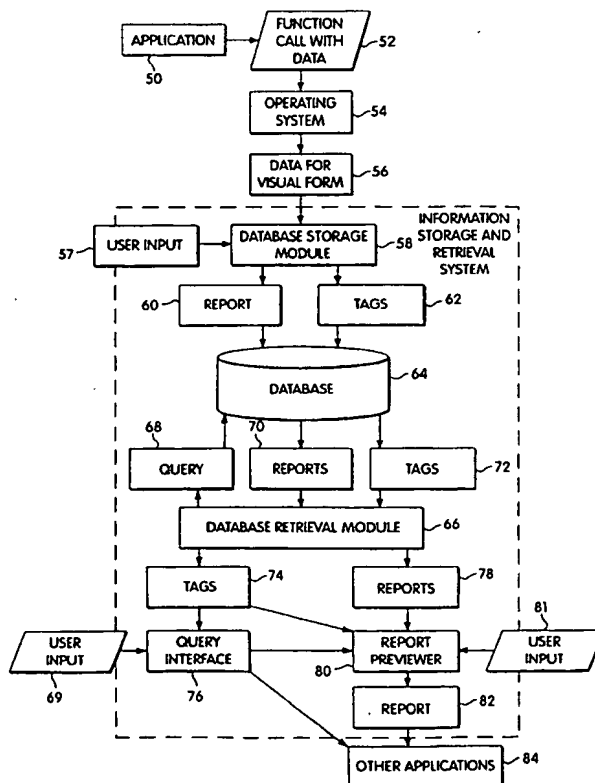 APPLICATION
50
FUNCTION
CALL WITH
DATA
52
OPERATING
SYSTEM
54
DATA FOR
VISUAL FORM
56
INFORMATION
STORAGE AND
RETRIEVAL
SYSTEM
USER INPUT
57
DATABASE STORAGE
MODULE
58
60
REPORT
TAGS
62
DATABASE
64
68
QUERY
70
REPORTS
TAGS
72
DATABASE RETRIEVAL MODULE
66
TAGS
74
REPORTS
78
81
USER
INPUT
69
QUERY
INTERFACE
76
REPORT
PREVIEWER
80
USER
INPUT
REPORT
82
OTHER APPLICATIONS
84